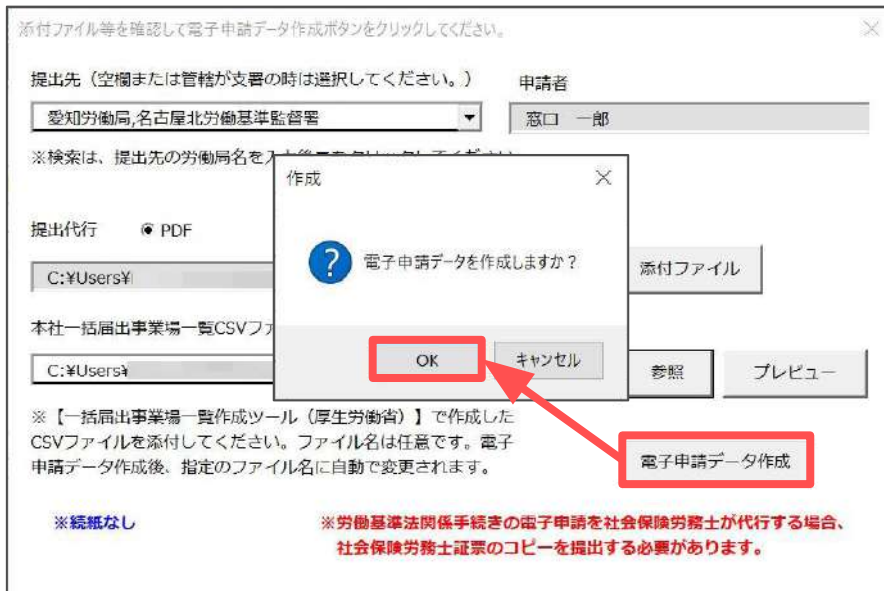 添付ファイル等を確認して電子申請データ作成ボタンをクリックしてください。
提出先（空欄または管轄が支署の時は選択してください。）
申請者
愛知労働局,名古屋北労働基準監督署
窓口　一郎
※検索は、提出先の労働局名を入
作成
提出代行
PDF
電子申請データを作成しますか？
C:¥Users¥
添付ファイル
本社一括届出事業場一覧CSVファ
OK
キャンセル
C:¥Users¥
参照
プレビュー
※【一括届出事業場一覧作成ツール（厚生労働省）】で作成した
CSVファイルを添付してください。ファイル名は任意です。電子
申請データ作成後、指定のファイル名に自動で変更されます。
電子申請データ作成
※続紙なし
※労働基準法関係手続きの電子申請を社会保険労務士が代行する場合、
社会保険労務士証票のコピーを提出する必要があります。